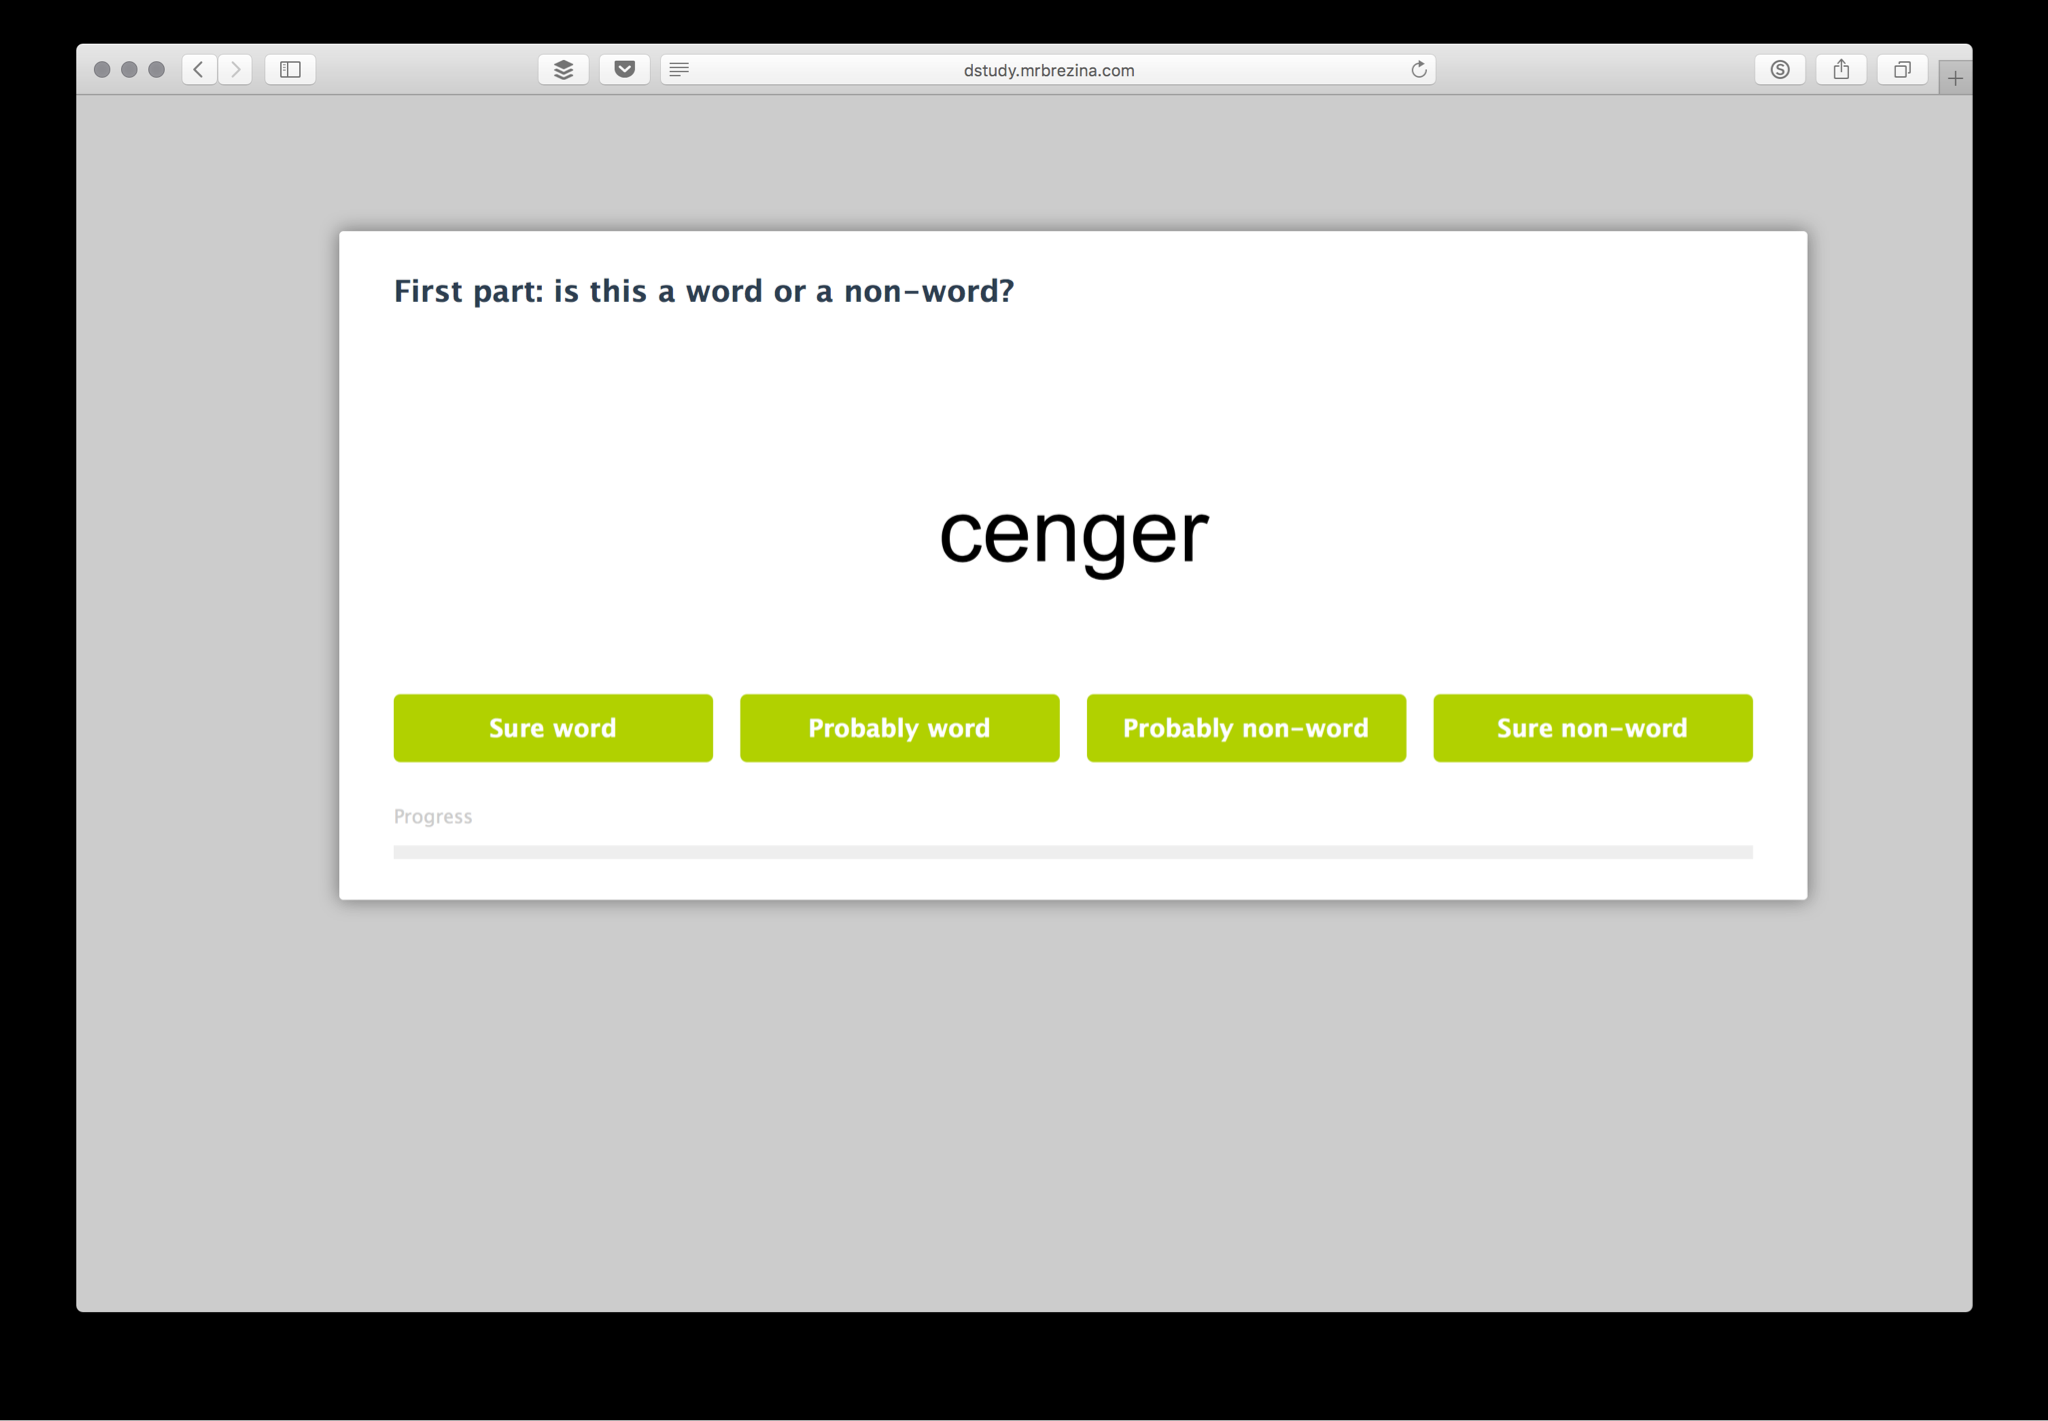 dstudy.mrbrezina.com
First part: is this a word or a non-word?
cenger
Sure word
Probably word
Probably non-word
Sure non-word
Progress